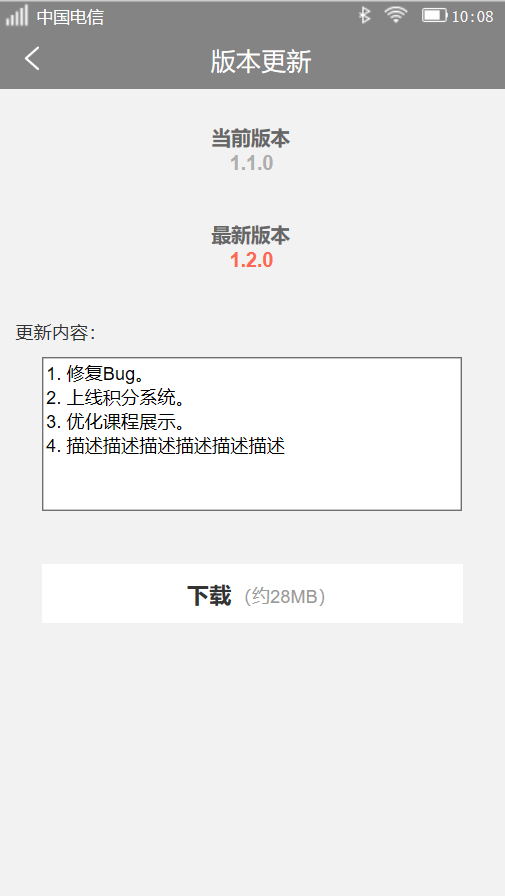 中国电信 10:08
版本更新
当前版本
1.1.0
最新版本
1.2.0
更新内容：
1. 修复Bug。
2. 上线积分系统。
3. 优化课程展示。
4. 描述描述描述描述描述描述
下载（约28MB）